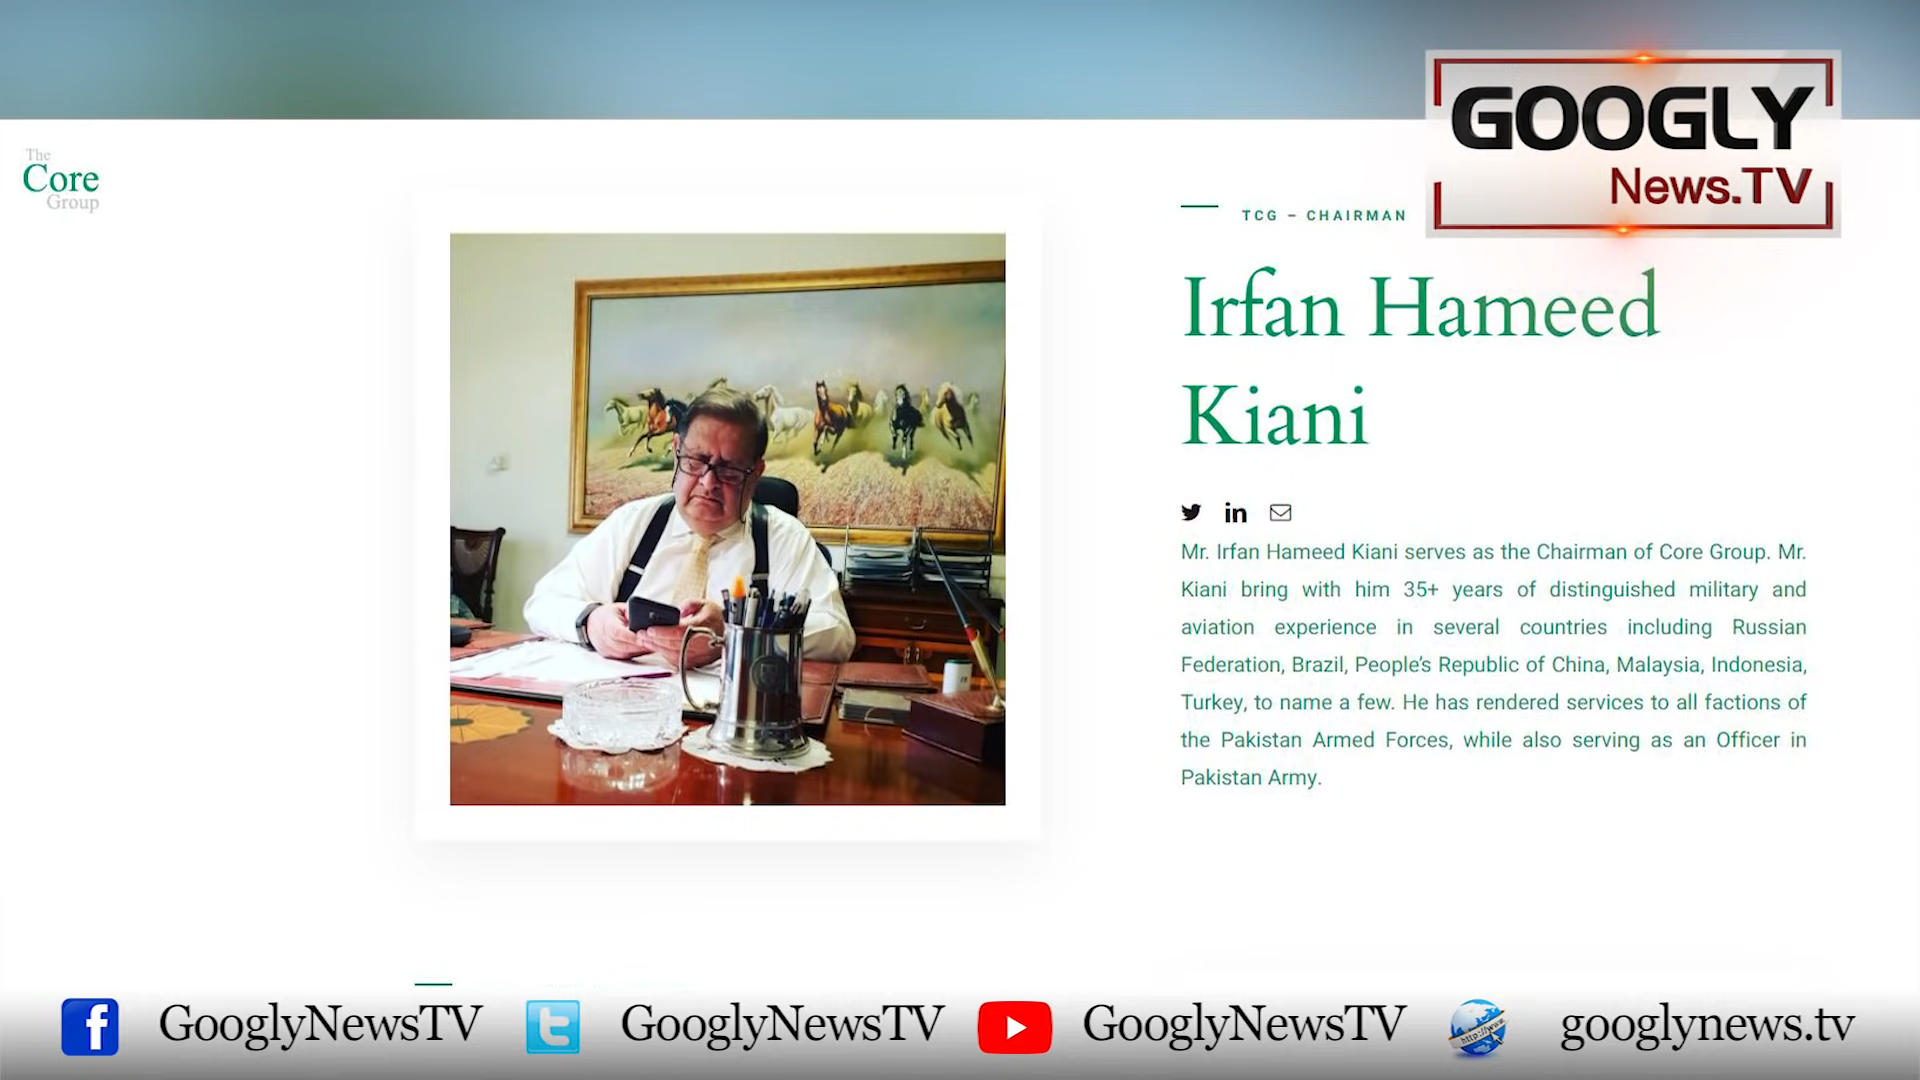 GOOGLY
News.TV
The
Core
Group
TCG – CHAIRMAN
Irfan Hameed
Kiani
in
Mr. Irfan Hameed Kiani serves as the Chairman of Core Group. Mr.
Kiani bring with him 35+ years of distinguished military and
aviation experience in several countries including Russian
Federation, Brazil, People's Republic of China, Malaysia, Indonesia,
Turkey, to name a few. He has rendered services to all factions of
the Pakistan Armed Forces, while also serving as an Officer in
Pakistan Army.
f GooglyNewsTV t GooglyNewsTV GooglyNewsTV http://www. googlynews.tv